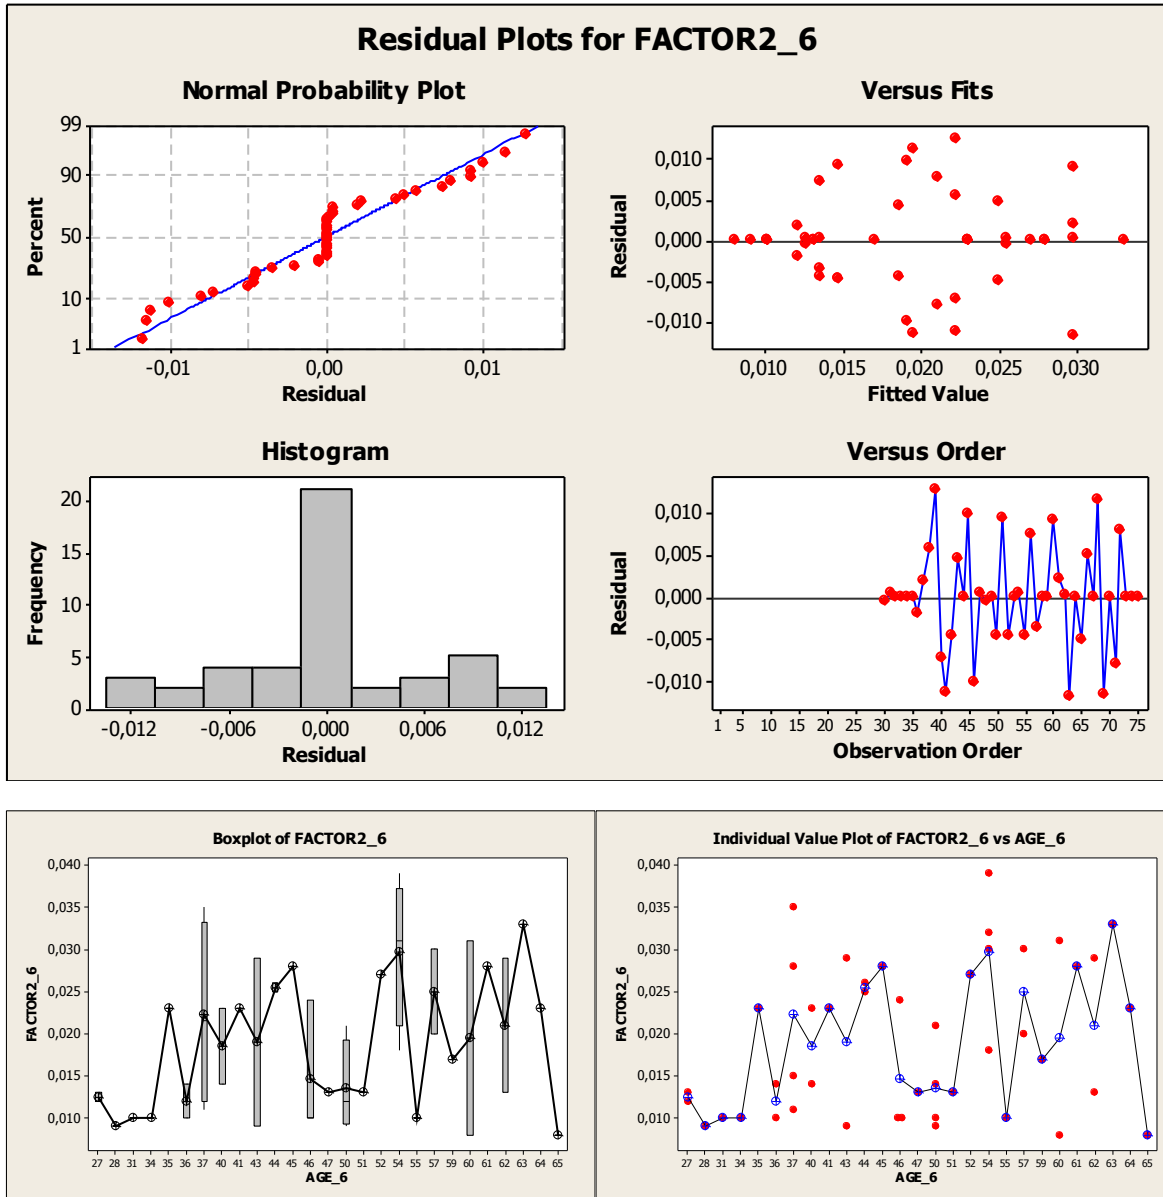 Residual Plots for FACTOR2_6
Normal Probability Plot
99
90
50
10
1
Percent
-0,01 0,00 0,01
Residual
Versus Fits
0,010
0,005
0,000
-0,005
-0,010
Residual
0,010 0,015 0,020 0,025 0,030
Fitted Value
Histogram
20
15
10
5
0
Frequency
-0,012 -0,006 0,000 0,006 0,012
Residual
Versus Order
0,010
0,005
0,000
-0,005
-0,010
Residual
1 5 10 15 20 25 30 35 40 45 50 55 60 65 70 75
Observation Order
Boxplot of FACTOR2_6
0,040
0,035
0,030
0,025
0,020
0,015
0,010
FACTOR2_6
27 28 31 34 35 36 37 40 41 43 44 45 46 47 50 51 52 54 55 57 59 60 61 62 63 64 65
AGE_6
Individual Value Plot of FACTOR2_6 vs AGE_6
0,040
0,035
0,030
0,025
0,020
0,015
0,010
FACTOR2_6
27 28 31 34 35 36 37 40 41 43 44 45 46 47 50 51 52 54 55 57 59 60 61 62 63 64 65
AGE_6